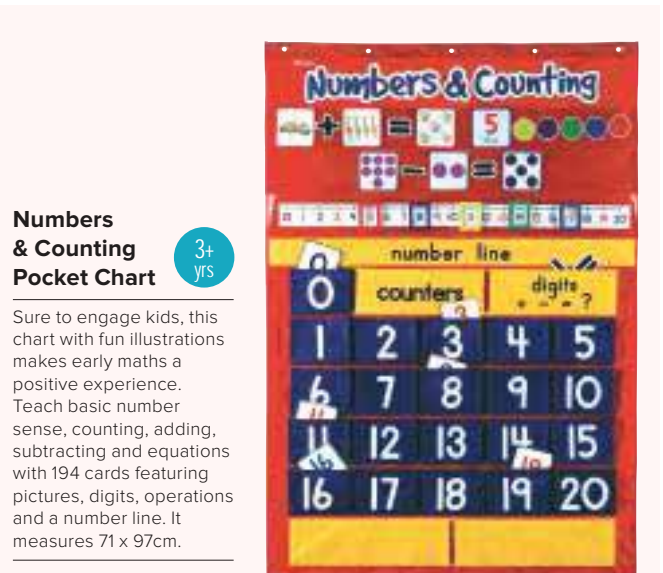 Numbers
& Counting
Pocket Chart
3+
yrs
Sure to engage kids, this
chart with fun illustrations
makes early maths a
positive experience.
Teach basic number
sense, counting, adding,
subtracting and equations
with 194 cards featuring
pictures, digits, operations
and a number line. It
measures 71 x 97cm.
Numbers & Counting
+ = 5
- =
number line
0 counters digits
1 2 3 4 5
6 7 8 9 10
11 12 13 14 15
16 17 18 19 20